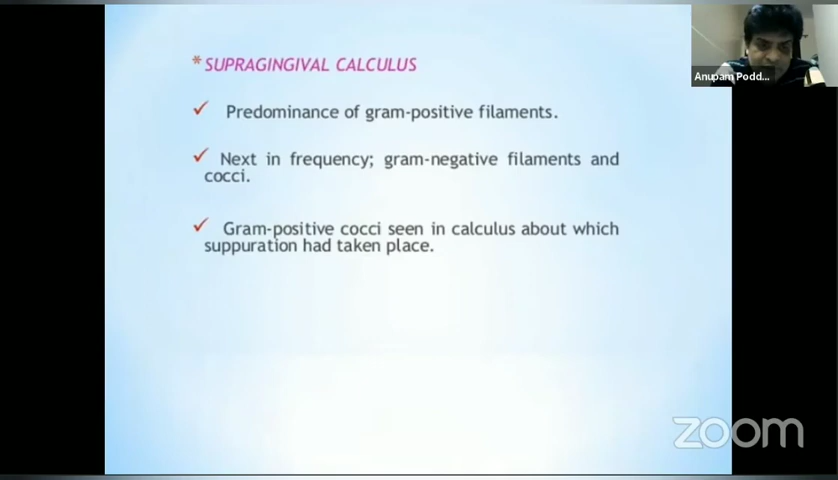 * SUPRAGINGIVAL CALCULUS
✓ Predominance of gram-positive filaments.
✓ Next in frequency; gram-negative filaments and
cocci.
✓ Gram-positive cocci seen in calculus about which
suppuration had taken place.
Anupam Podd...
zoom